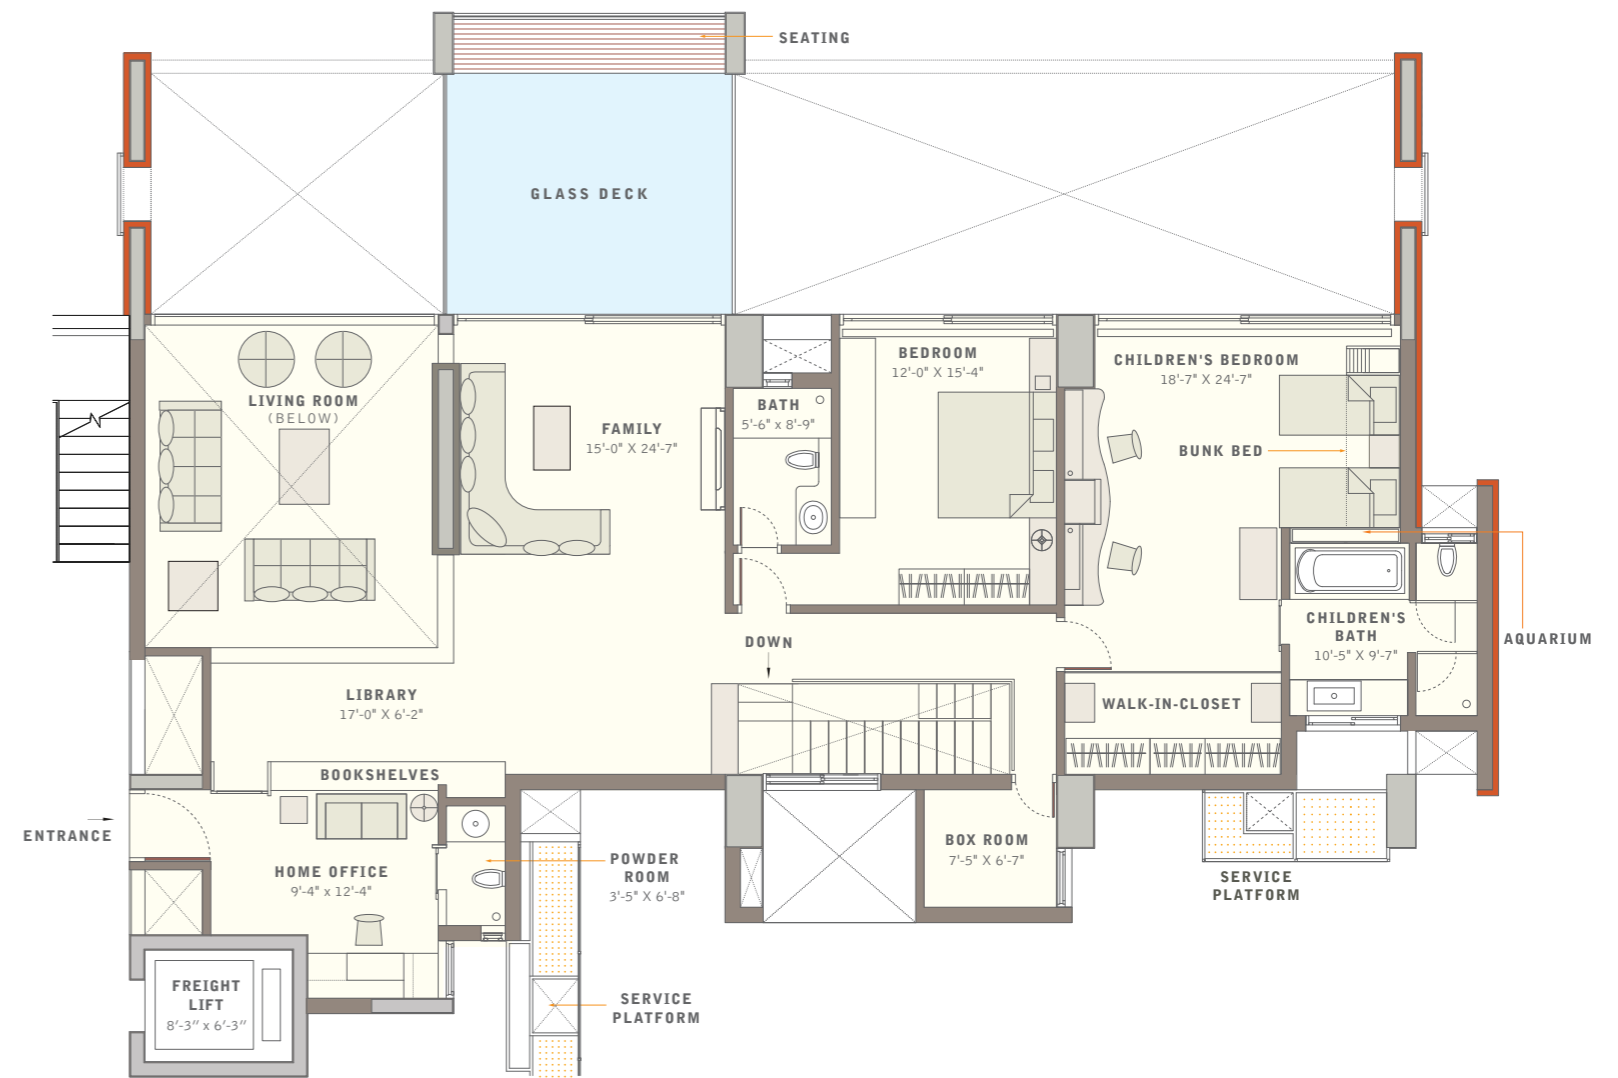 SEATING
GLASS DECK
LIVING ROOM
(BELOW)
FAMILY
15'-0" X 24'-7"
BATH
5'-6" x 8'-9"
BEDROOM
12'-0" X 15'-4"
CHILDREN'S BEDROOM
18'-7" X 24'-7"
BUNK BED
AQUARIUM
CHILDREN'S
BATH
10'-5" X 9'-7"
DOWN
LIBRARY
17'-0" X 6'-2"
WALK-IN-CLOSET
BOOKSHELVES
ENTRANCE
HOME OFFICE
9'-4" x 12'-4"
POWDER
ROOM
3'-5" X 6'-8"
BOX ROOM
7'-5" X 6'-7"
SERVICE
PLATFORM
FREIGHT
LIFT
8'-3" x 6'-3"
SERVICE
PLATFORM